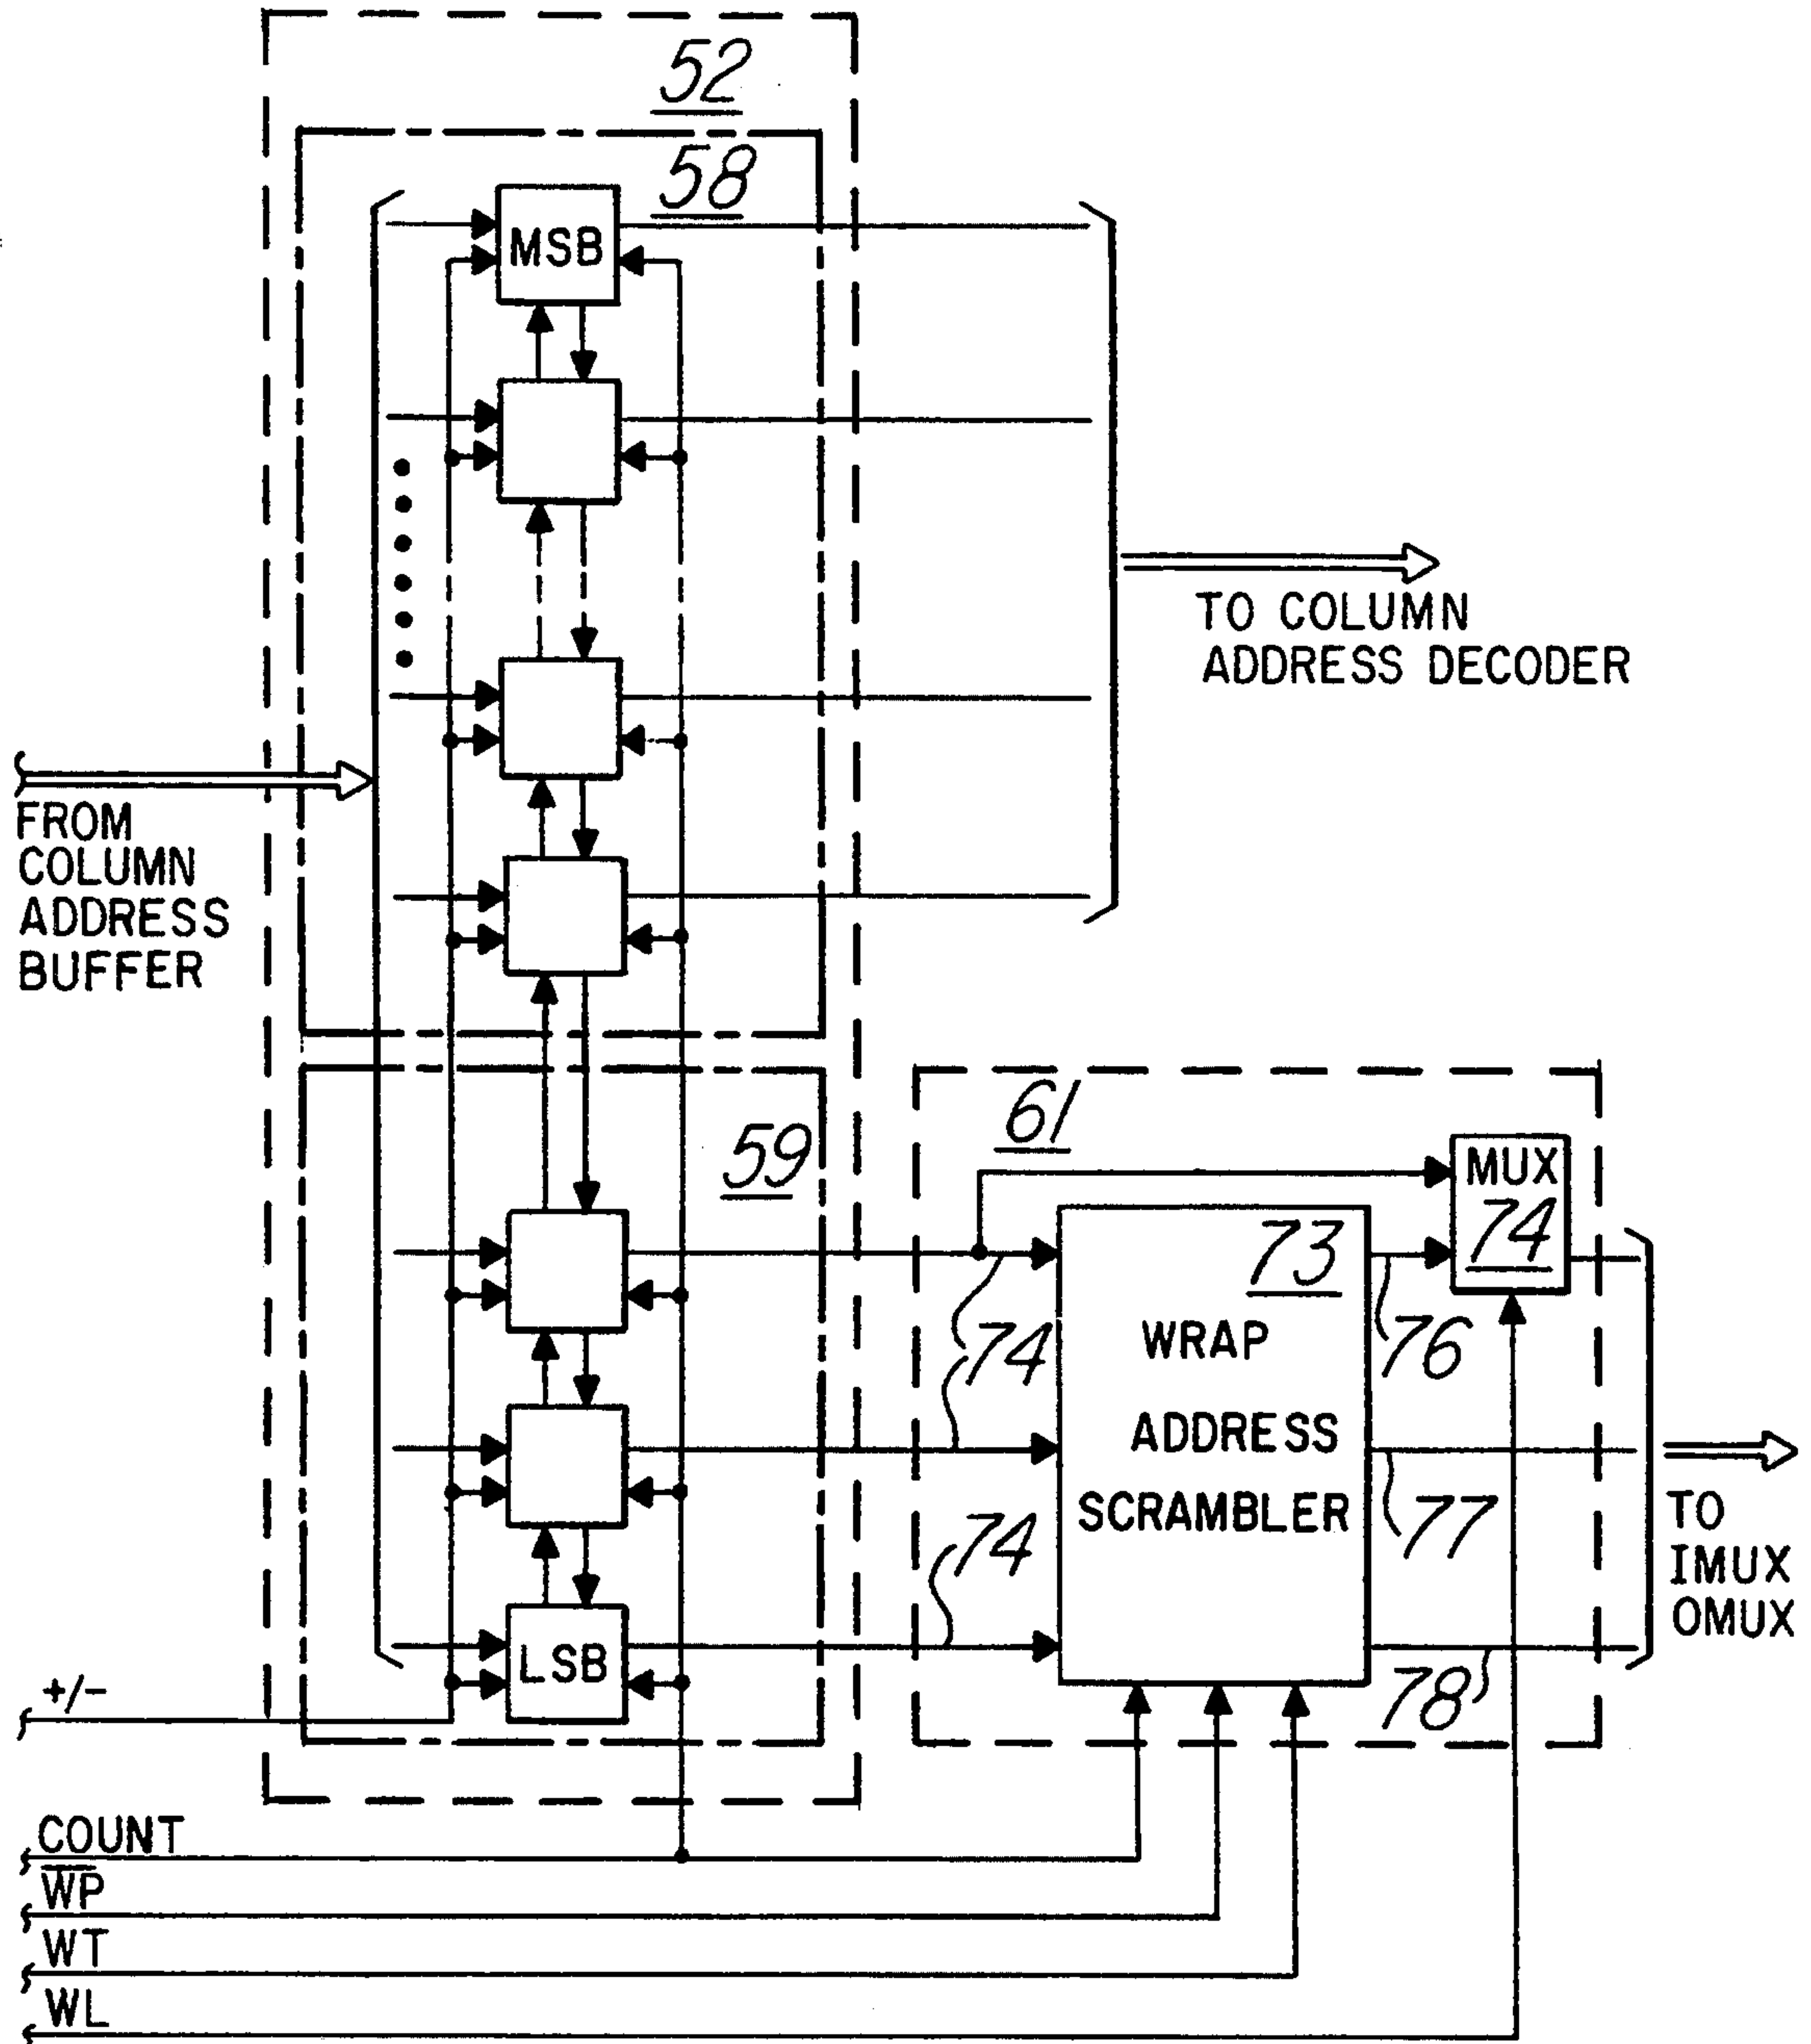 52
58
MSB
TO COLUMN
ADDRESS DECODER
FROM
COLUMN
ADDRESS
BUFFER
59
61
MUX
74
73
WRAP
ADDRESS
SCRAMBLER
74
76
74
77
TO
IMUX
OMUX
LSB
78
+/-
COUNT
W̅P̅
WT
WL